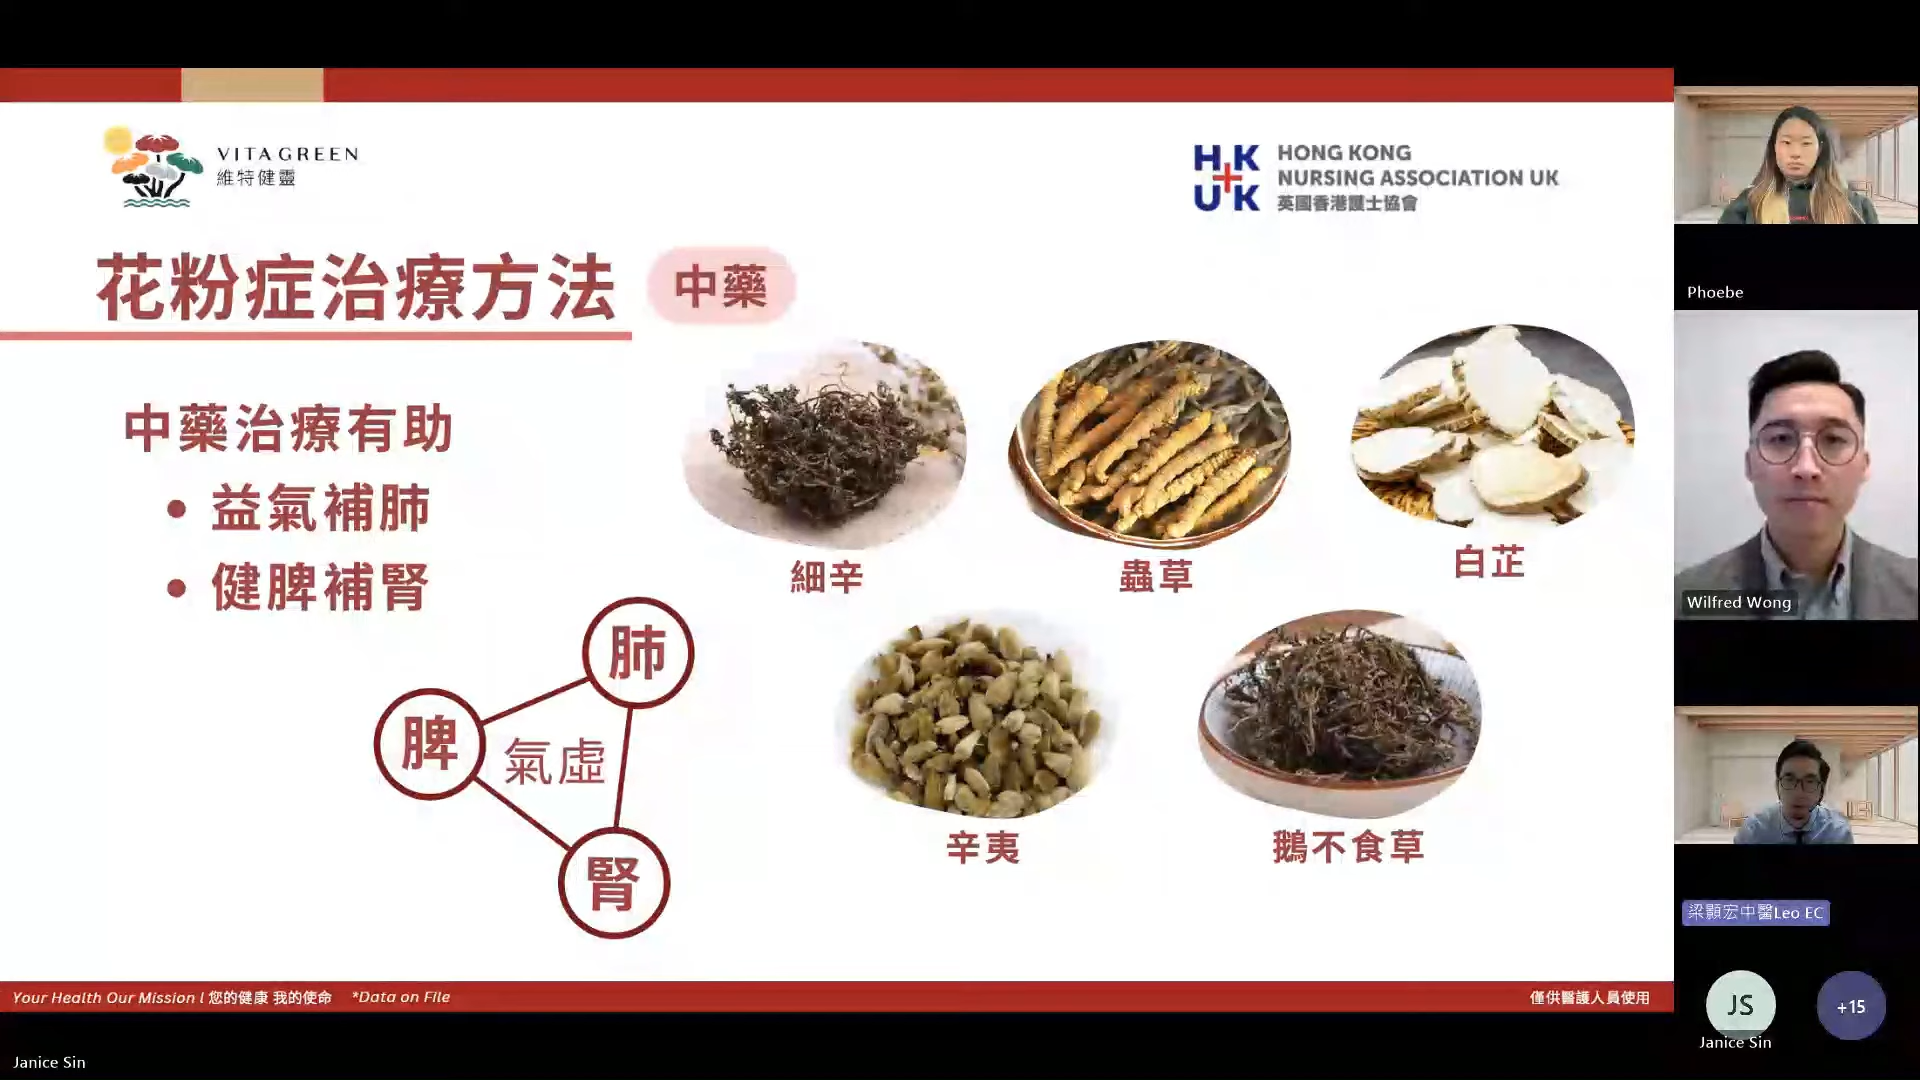 VITAGREEN
維特健靈
HK
UK
HONG KONG
NURSING ASSOCIATION UK
英國香港護士協會
花粉症治療方法
中藥
中藥治療有助
• 益氣補肺
• 健脾補腎
肺
脾
氣虛
腎
細辛
蟲草
白芷
辛夷
鵝不食草
Your Health Our Mission l 您的健康 我的使命 *Data on File
僅供醫護人員使用
Janice Sin
Phoebe
Wilfred Wong
梁顥宏中醫Leo EC
JS
Janice Sin
+15